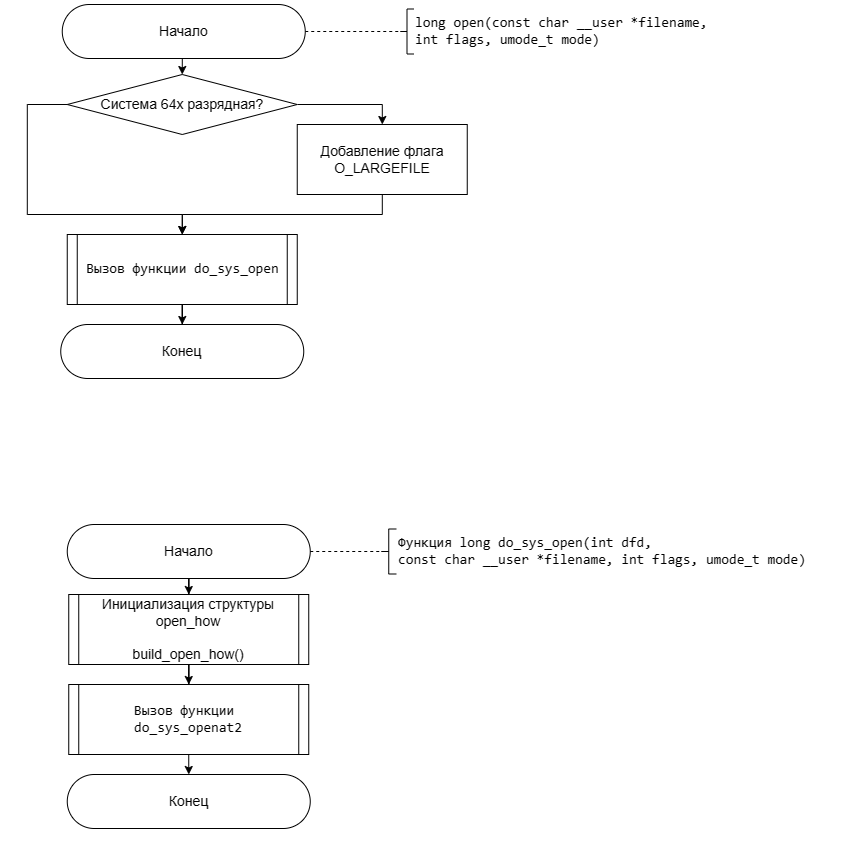 Начало
long open(const char __user *filename,
int flags, umode_t mode)
Система 64х разрядная?
Добавление флага
O_LARGEFILE
Вызов функции do_sys_open
Конец
Начало
Функция long do_sys_open(int dfd,
const char __user *filename, int flags, umode_t mode)
Инициализация структуры
open_how
build_open_how()
Вызов функции
do_sys_openat2
Конец